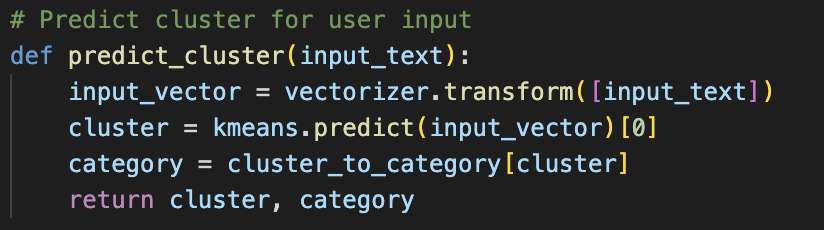 # Predict cluster for user input
def predict_cluster(input_text):
    input_vector = vectorizer.transform([input_text])
    cluster = kmeans.predict(input_vector)[0]
    category = cluster_to_category[cluster]
    return cluster, category